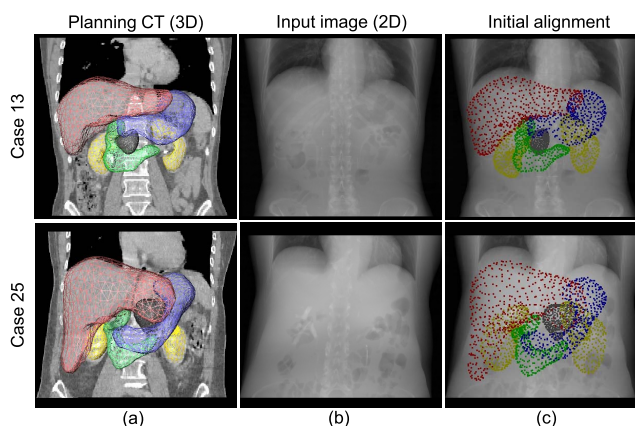 Planning CT (3D) Input image (2D) Initial alignment
Case 13
Case 25
(a) (b) (c)